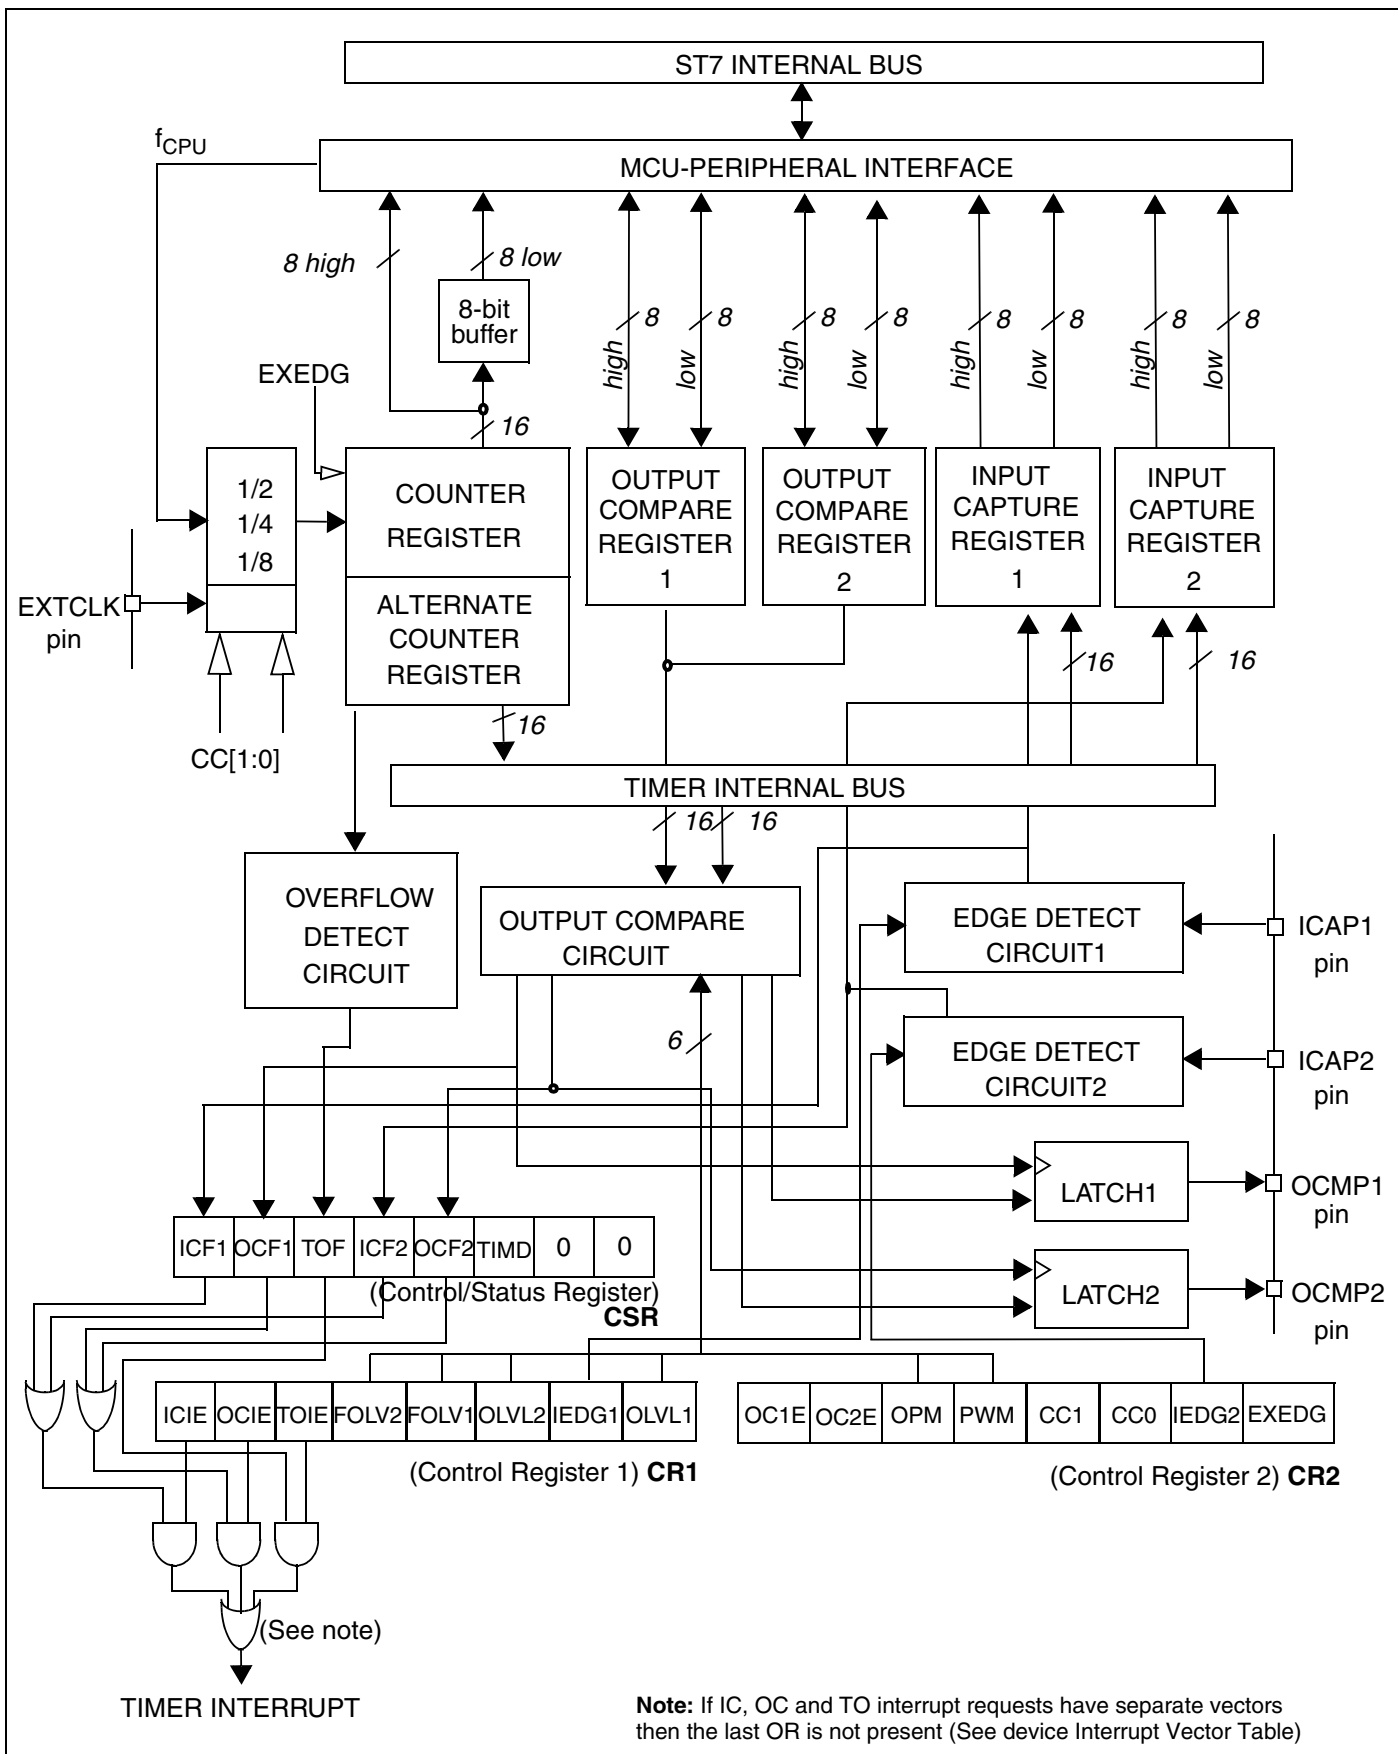 ST7 INTERNAL BUS
fCPU
MCU-PERIPHERAL INTERFACE
8 high
8 low
8-bit
buffer
8
8
8
8
8
8
8
8
high
low
high
low
high
low
high
low
EXEDG
16
1/2
1/4
1/8
COUNTER
REGISTER
OUTPUT
COMPARE
REGISTER
1
OUTPUT
COMPARE
REGISTER
2
INPUT
CAPTURE
REGISTER
1
INPUT
CAPTURE
REGISTER
2
EXTCLK
pin
ALTERNATE
COUNTER
REGISTER
16
16
16
CC[1:0]
TIMER INTERNAL BUS
16
16
OVERFLOW
DETECT
CIRCUIT
OUTPUT COMPARE
CIRCUIT
EDGE DETECT
CIRCUIT1
ICAP1
pin
6
EDGE DETECT
CIRCUIT2
ICAP2
pin
LATCH1
OCMP1
pin
ICF1 OCF1 TOF ICF2 OCF2 TIMD 0 0
(Control/Status Register)
CSR
LATCH2
OCMP2
pin
ICIE OCIE TOIE FOLV2 FOLV1 OLVL2 IEDG1 OLVL1
OC1E OC2E OPM PWM CC1 CC0 IEDG2 EXEDG
(Control Register 1) CR1
(Control Register 2) CR2
(See note)
TIMER INTERRUPT
Note: If IC, OC and TO interrupt requests have separate vectors
then the last OR is not present (See device Interrupt Vector Table)